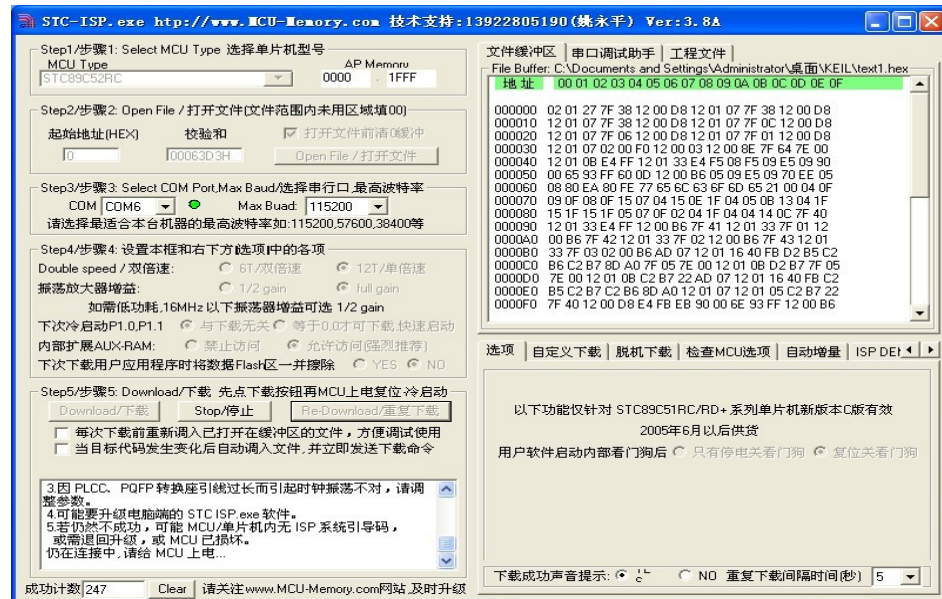 STC-ISP.exe http://www.MCU-Memory.com 技术支持:13922805190(姚永平) Ver:3.8A
Step1/步骤1: Select MCU Type 选择单片机型号
MCU Type AP Memory
STC89C52RC 0000 - 1FFF
Step2/步骤2: Open File / 打开文件(文件范围内未用区域填00)
起始地址(HEX) 校验和 打开文件前清0缓冲
0 00063D3H Open File / 打开文件
Step3/步骤3: Select COM Port,Max Baud/选择串行口,最高波特率
COM COM6 Max Buad: 115200
请选择最适合本台机器的最高波特率如:115200,57600,38400等
Step4/步骤4: 设置本框和右下方'选项'中的各项
Double speed / 双倍速: 6T/双倍速 12T/单倍速
振荡放大器增益: 1/2 gain full gain
如需低功耗,16MHz 以下振荡器增益可选 1/2 gain
下次冷启动P1.0,P1.1 与下载无关 等于0,0才可下载,快速启动
内部扩展AUX-RAM: 禁止访问 允许访问(强烈推荐)
下次下载用户应用程序时将数据Flash区一并擦除 YES NO
Step5/步骤5: Download/下载 先点下载按钮再MCU上电复位-冷启动
Download/下载 Stop/停止 Re-Download/重复下载
每次下载前重新调入已打开在缓冲区的文件，方便调试使用
当目标代码发生变化后自动调入文件,并立即发送下载命令
3.因 PLCC、PQFP 转换座引线过长而引起时钟振荡不对，请调
整参数。
4.可能要升级电脑端的 STC ISP.exe 软件。
5.若仍然不成功，可能 MCU/单片机内无 ISP 系统引导码，
或需退回升级，或 MCU 已损坏。
仍在连接中,请给 MCU 上电...
成功计数 247 Clear 请关注www.MCU-Memory.com网站,及时升级
文件缓冲区 串口调试助手 工程文件
File Buffer: C:\Documents and Settings\Administrator\桌面\KEIL\text1.hex
地址 00 01 02 03 04 05 06 07 08 09 0A 0B 0C 0D 0E 0F
000000 02 01 27 7F 38 12 00 D8 12 01 07 7F 38 12 00 D8
000010 12 01 07 7F 38 12 00 D8 12 01 07 7F 0C 12 00 D8
000020 12 01 07 7F 06 12 00 D8 12 01 07 7F 01 12 00 D8
000030 12 01 07 02 00 F0 12 00 03 12 00 8E 7F 64 7E 00
000040 12 01 0B E4 FF 12 01 33 E4 F5 08 F5 09 E5 09 90
000050 00 65 93 FF 60 0D 12 00 B6 05 09 E5 09 70 EE 05
000060 08 80 EA 80 FE 77 65 6C 63 6F 6D 65 21 00 04 0F
000070 09 0F 08 0F 15 07 04 15 0E 1F 04 05 0B 13 04 1F
000080 15 1F 15 1F 05 07 0F 02 04 1F 04 04 14 0C 7F 40
000090 12 01 33 E4 FF 12 00 B6 7F 41 12 01 33 7F 01 12
0000A0 00 B6 7F 42 12 01 33 7F 02 12 00 B6 7F 43 12 01
0000B0 33 7F 03 02 00 B6 AD 07 12 01 16 40 FB D2 B5 C2
0000C0 B6 C2 B7 8D A0 7F 05 7E 00 12 01 0B D2 B7 7F 05
0000D0 7E 00 12 01 0B C2 B7 22 AD 07 12 01 16 40 FB C2
0000E0 B5 C2 B7 C2 B6 8D A0 12 01 07 12 01 05 C2 B7 22
0000F0 7F 40 12 00 D8 E4 FB EB 90 00 6E 93 FF 12 00 B6
选项 自定义下载 脱机下载 检查MCU选项 自动增量 ISP DE
以下功能仅针对 STC89C51RC/RD+ 系列单片机新版本C版有效
2005年6月以后供货
用户软件启动内部看门狗后 只有停电关看门狗 复位关看门狗
下载成功声音提示: NO 重复下载间隔时间(秒) 5